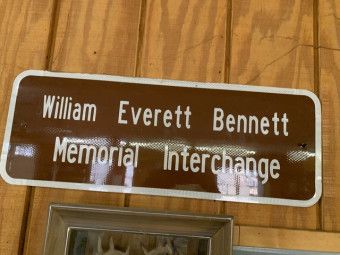 William Everett Bennett
Memorial Interchange